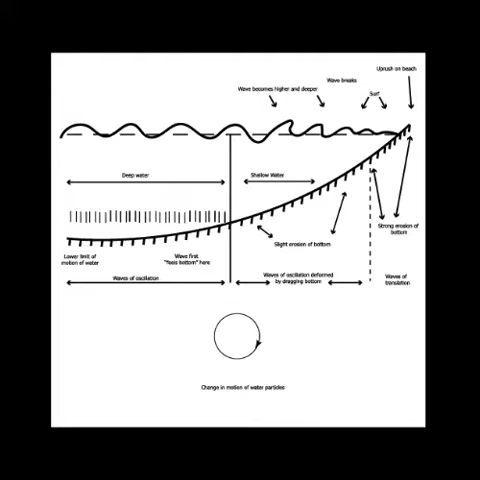 Uprush on beach
Wave breaks
Wave becomes higher and deeper
Surf
Deep water
Shallow Water
Strong erosion of
bottom
Slight erosion of bottom
Lower limit of
motion of water
Wave first
"feels bottom" here
Waves of oscillation
Waves of oscillation deformed
by dragging bottom
Waves of
translation
Change in motion of water particles